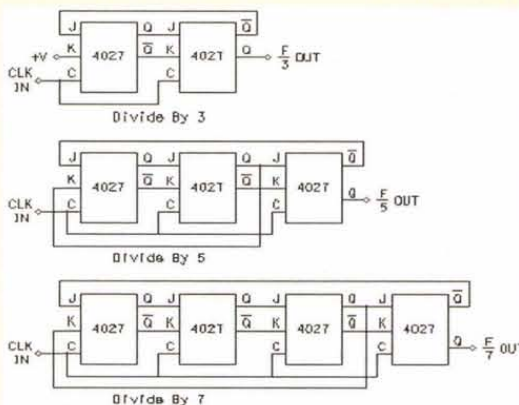 J Q J Q̅
+V K 4027 Q̅ K 4027 Q F/3 OUT
CLK IN C C
Divide By 3
J Q J Q J Q̅
K 4027 Q̅ K 4027 Q̅ K 4027
CLK IN C C C Q F/5 OUT
Divide By 5
J Q J Q J Q J Q̅
K 4027 Q̅ K 4027 Q̅ K 4027 Q̅ K 4027
CLK IN C C C C Q F/7 OUT
Divide By 7